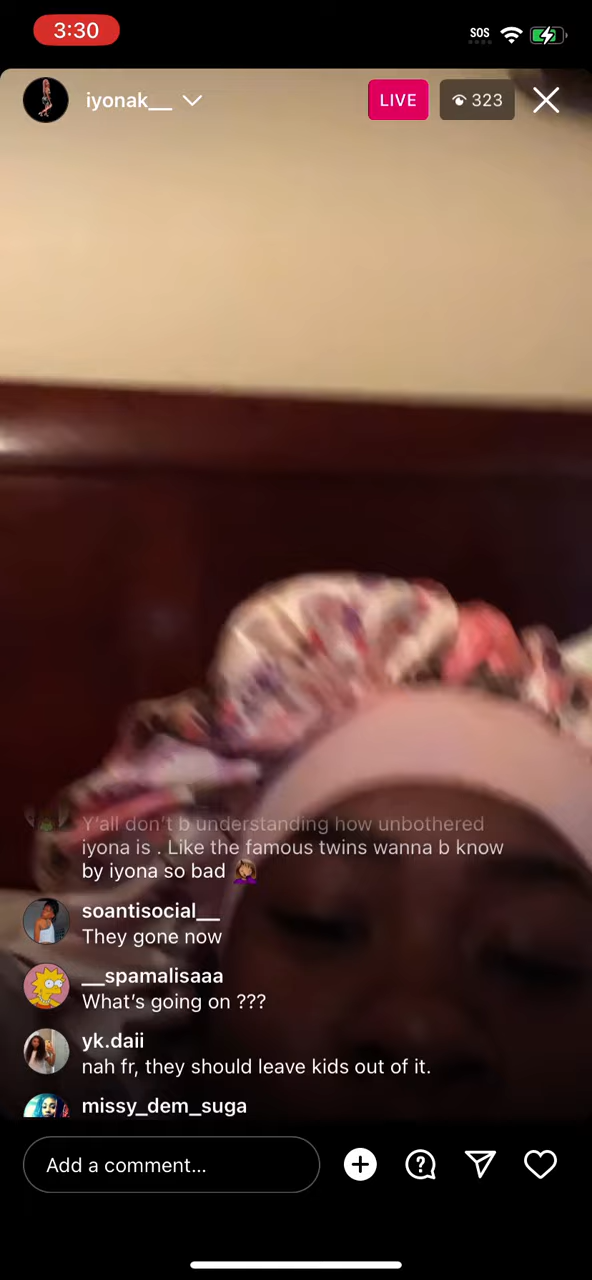 3:30
SOS
iyonak__
LIVE
323
Y'all don't b understanding how unbothered
iyona is . Like the famous twins wanna b know
by iyona so bad 🤦🏾‍♀️
soantisocial__
They gone now
__spamalisaaa
What's going on ???
yk.daii
nah fr, they should leave kids out of it.
missy_dem_suga
Add a comment...